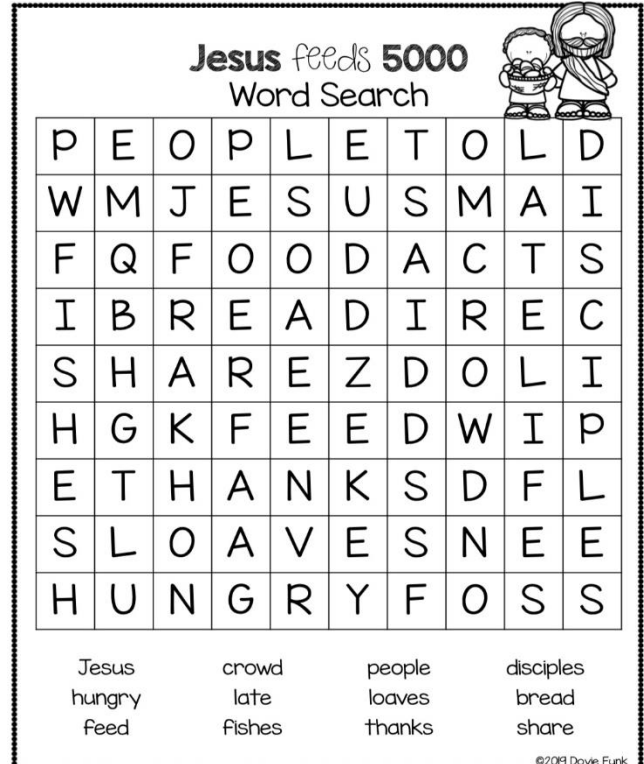 Jesus feeds 5000
Word Search
P E O P L E T O L D
W M J E S U S M A I
F Q F O O D A C T S
I B R E A D I R E C
S H A R E Z D O L I
H G K F E E D W I P
E T H A N K S D F L
S L O A V E S N E E
H U N G R Y F O S S
Jesus crowd people disciples
hungry late loaves bread
feed fishes thanks share
©2019 Dovie Funk